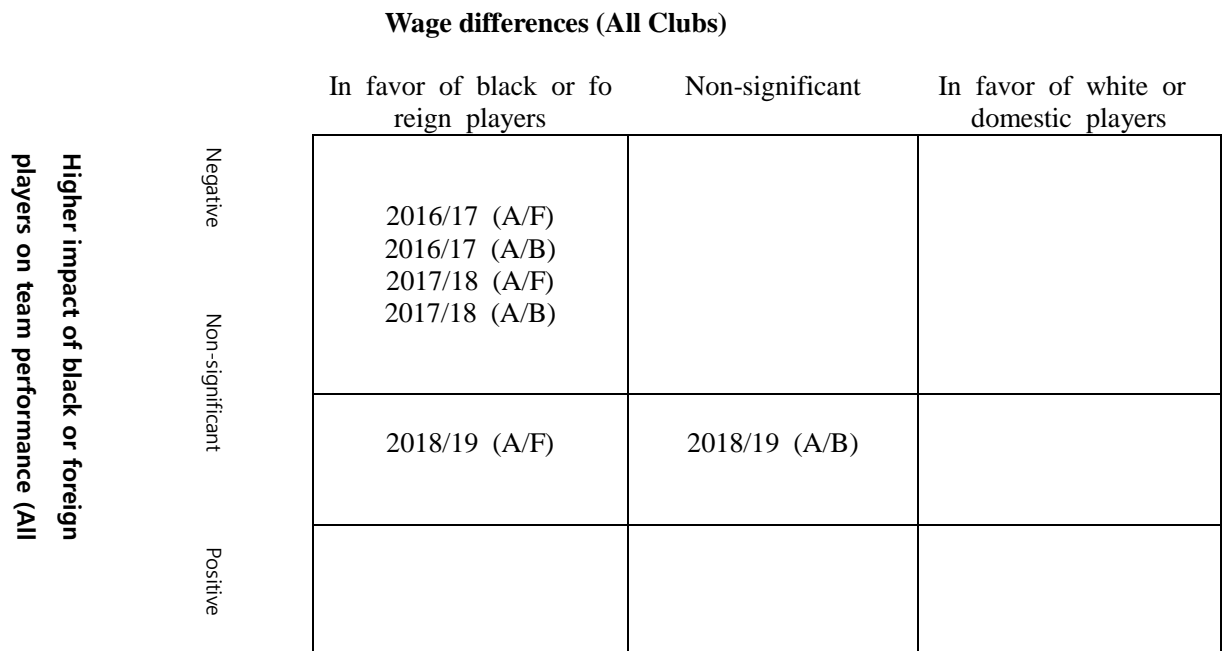 Wage differences (All Clubs)
In favor of black or fo
reign players
Non-significant
In favor of white or
domestic players
Higher impact of black or foreign
players on team performance (All
Negative
2016/17 (A/F)
2016/17 (A/B)
2017/18 (A/F)
2017/18 (A/B)
Non-significant
2018/19 (A/F)
2018/19 (A/B)
Positive